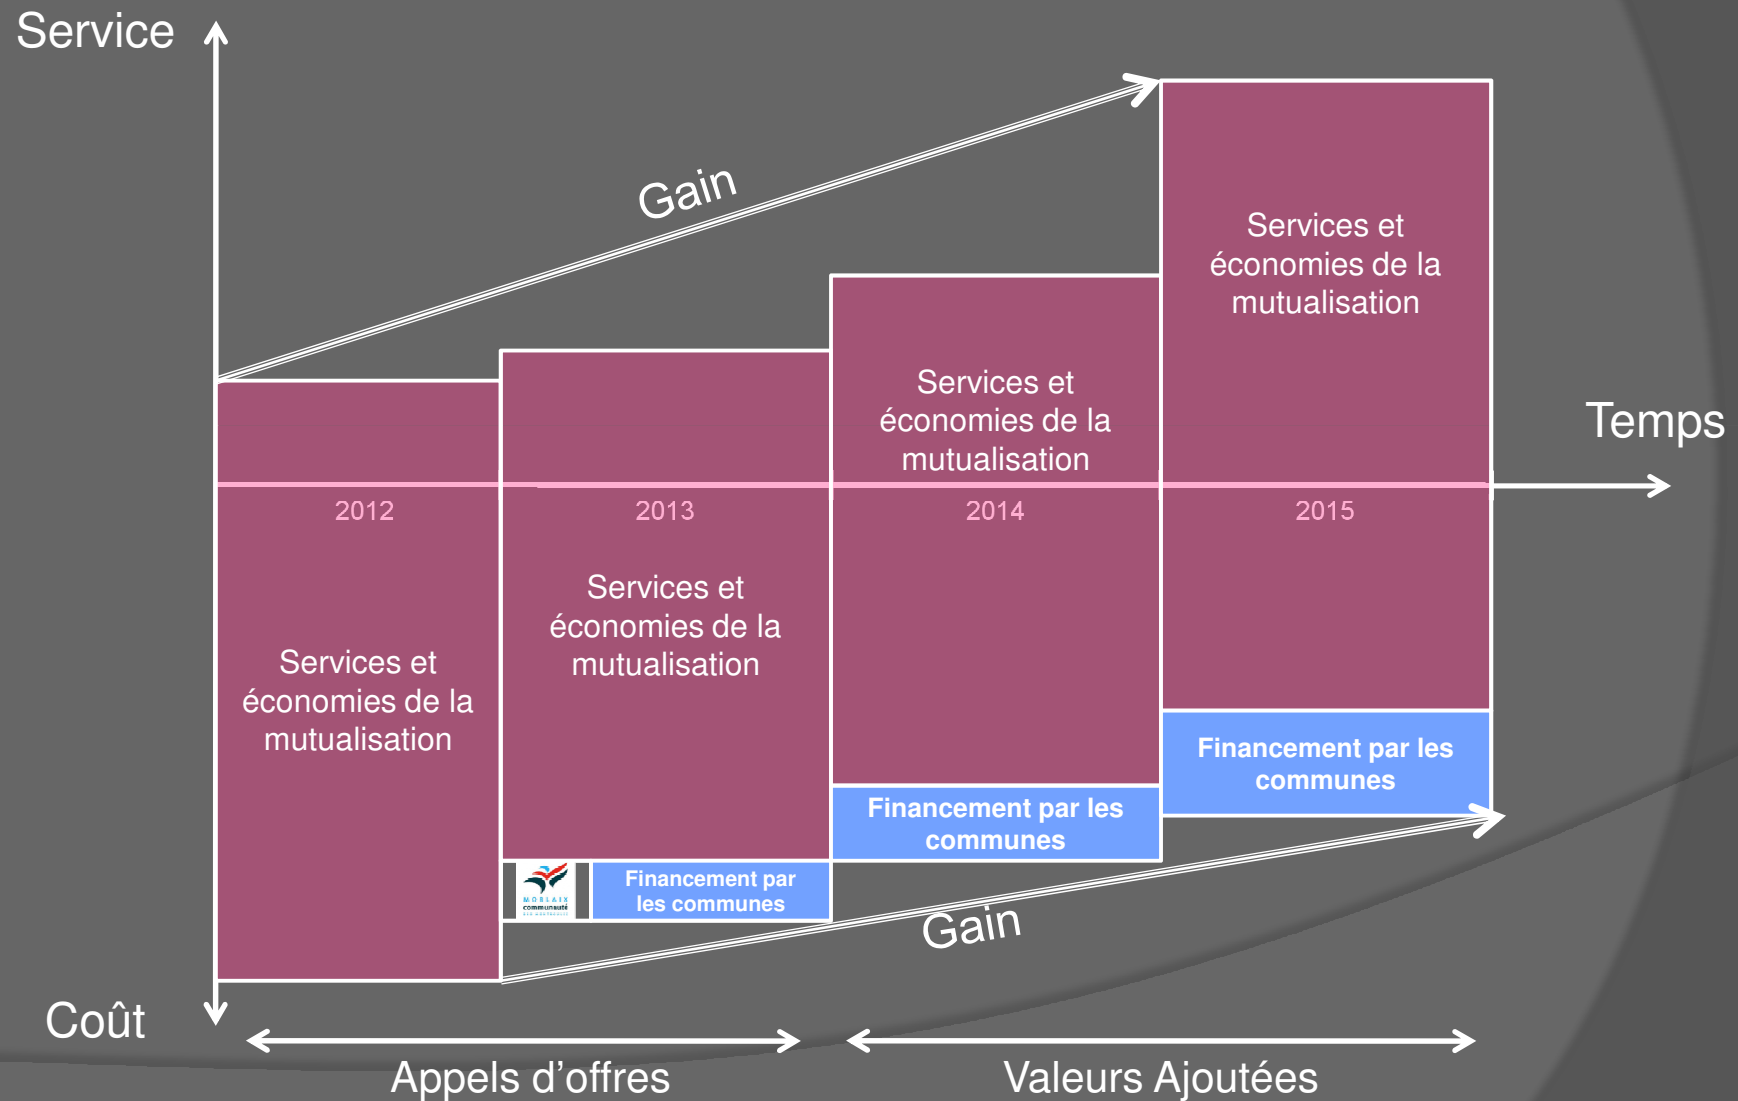 Service
Gain
Services et
économies de la
mutualisation
Services et
économies de la
mutualisation
Temps
2012
2013
2014
2015
Services et
économies de la
mutualisation
Services et
économies de la
mutualisation
Financement par les
communes
Financement par les
communes
MORLAIX
communauté
Financement par
les communes
Gain
Coût
Appels d’offres
Valeurs Ajoutées